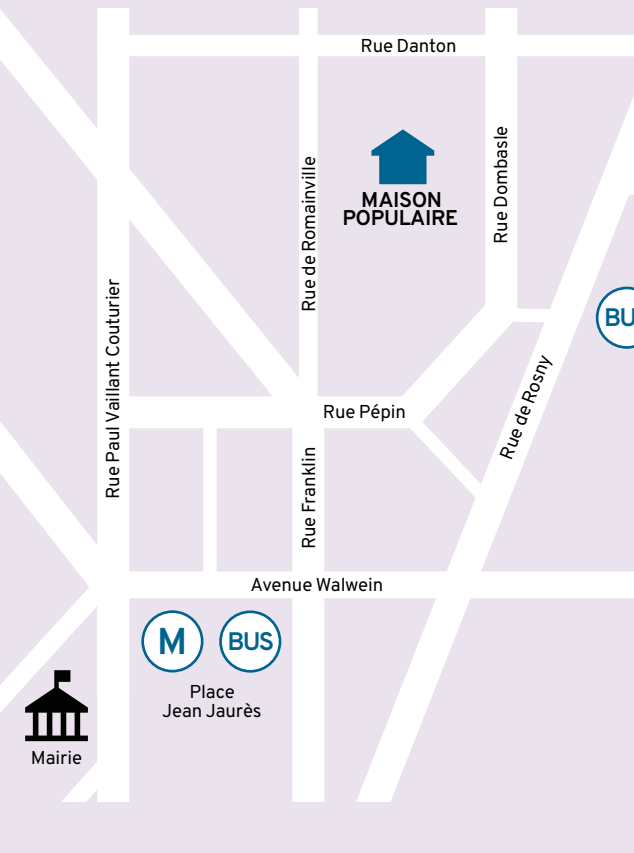 Rue Danton
Rue de Romainville
Rue Dombasle
MAISON
POPULAIRE
Rue Paul Vaillant Couturier
BU
Rue de Rosny
Rue Pépin
Rue Franklin
Avenue Walwein
M
BUS
Place
Jean Jaurès
Mairie